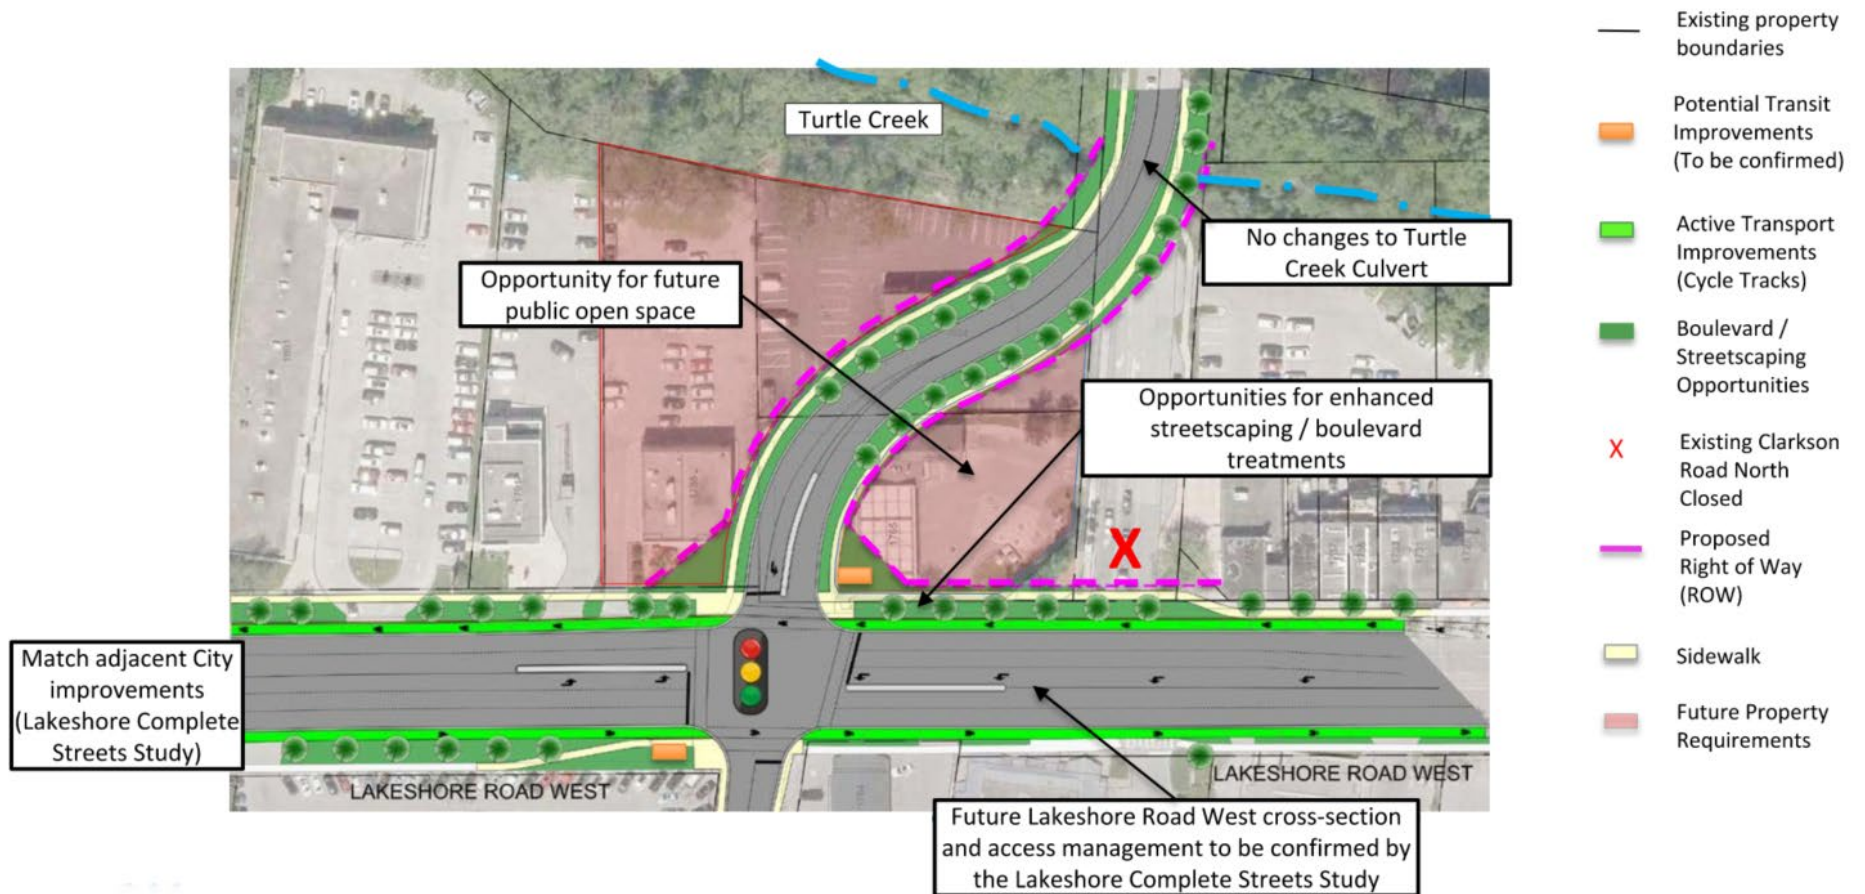 Turtle Creek
No changes to Turtle
Creek Culvert
Opportunity for future
public open space
Opportunities for enhanced
streetscaping / boulevard
treatments
X
Match adjacent City
improvements
(Lakeshore Complete
Streets Study)
LAKESHORE ROAD WEST
LAKESHORE ROAD WEST
Future Lakeshore Road West cross-section
and access management to be confirmed by
the Lakeshore Complete Streets Study
Existing property
boundaries
Potential Transit
Improvements
(To be confirmed)
Active Transport
Improvements
(Cycle Tracks)
Boulevard /
Streetscaping
Opportunities
X
Existing Clarkson
Road North
Closed
Proposed
Right of Way
(ROW)
Sidewalk
Future Property
Requirements